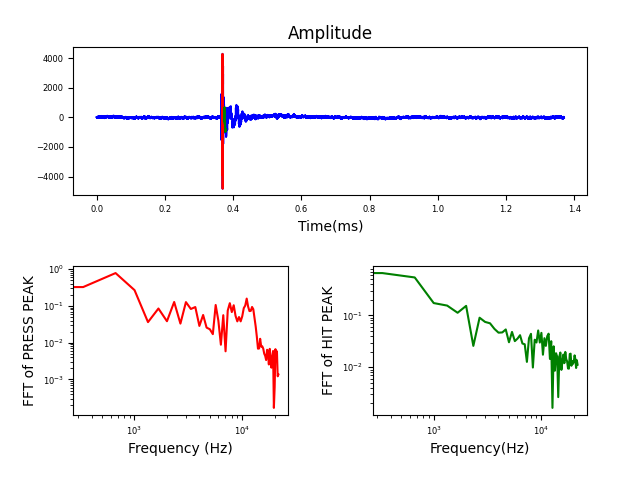 Amplitude
4000
2000
0
−2000
−4000
0.0 0.2 0.4 0.6 0.8 1.0 1.2 1.4
Time(ms)
FFT of PRESS PEAK
10^0
10^-1
10^-2
10^-3
10^3 10^4
Frequency (Hz)
FFT of HIT PEAK
10^-1
10^-2
10^3 10^4
Frequency(Hz)